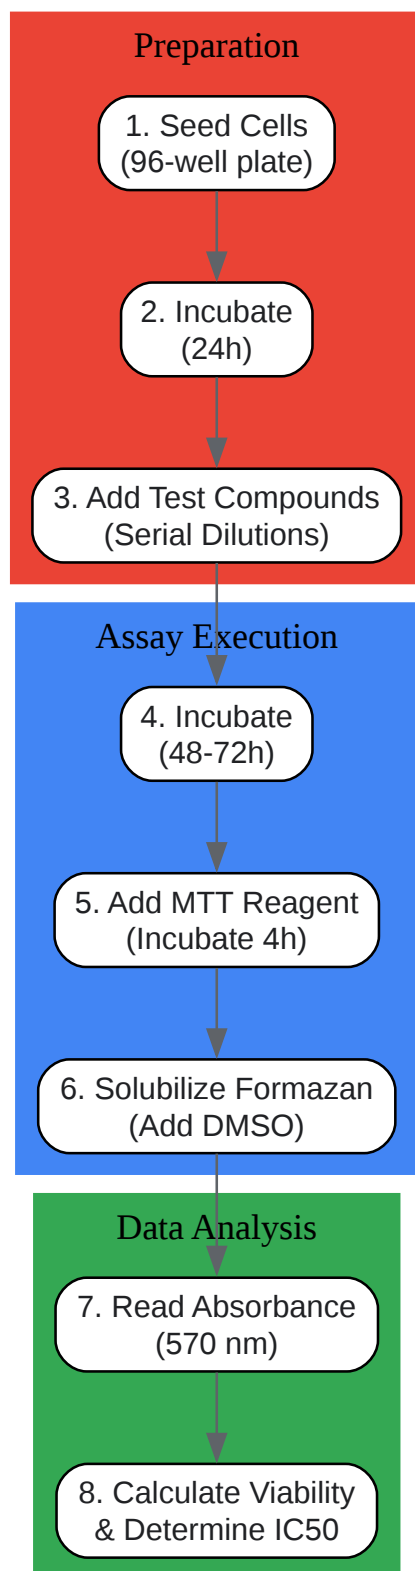 Preparation
1. Seed Cells
(96-well plate)
2. Incubate
(24h)
3. Add Test Compounds
(Serial Dilutions)
Assay Execution
4. Incubate
(48-72h)
5. Add MTT Reagent
(Incubate 4h)
6. Solubilize Formazan
(Add DMSO)
Data Analysis
7. Read Absorbance
(570 nm)
8. Calculate Viability
& Determine IC50